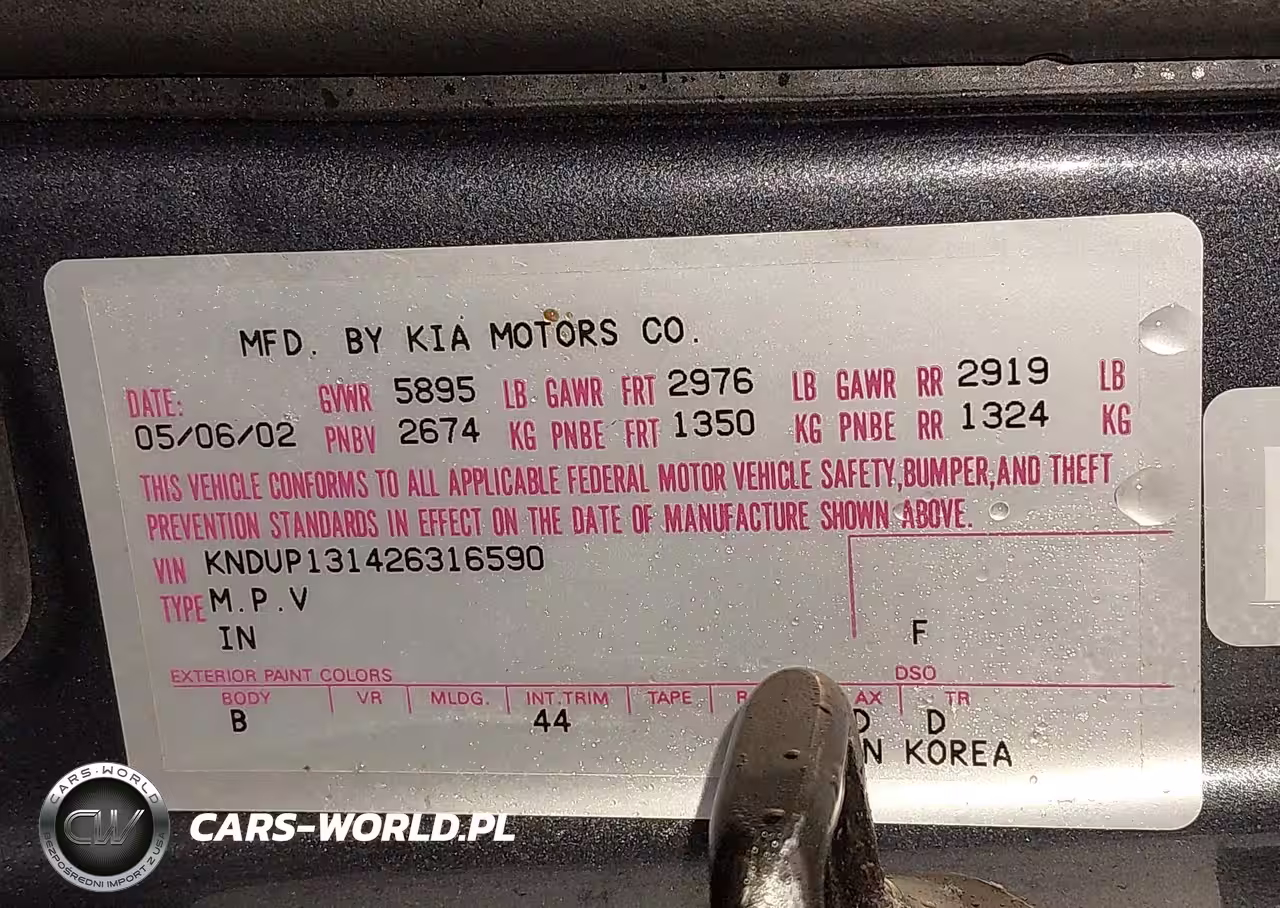 MFD. BY KIA MOTORS CO.
DATE: GVWR 5895 LB GAWR FRT 2976 LB GAWR RR 2919 LB
05/06/02 PNBV 2674 KG PNBE FRT 1350 KG PNBE RR 1324 KG
THIS VEHICLE CONFORMS TO ALL APPLICABLE FEDERAL MOTOR VEHICLE SAFETY,BUMPER,AND THEFT
PREVENTION STANDARDS IN EFFECT ON THE DATE OF MANUFACTURE SHOWN ABOVE.
VIN KNDUP131426316590
TYPE M.P.V
IN F
EXTERIOR PAINT COLORS DSO
BODY VR MLDG. INT.TRIM TAPE AX TR
B 44 D D
KOREA
CARS-WORLD
CW
BEZPOŚREDNI IMPORT Z USA
CARS-WORLD.PL